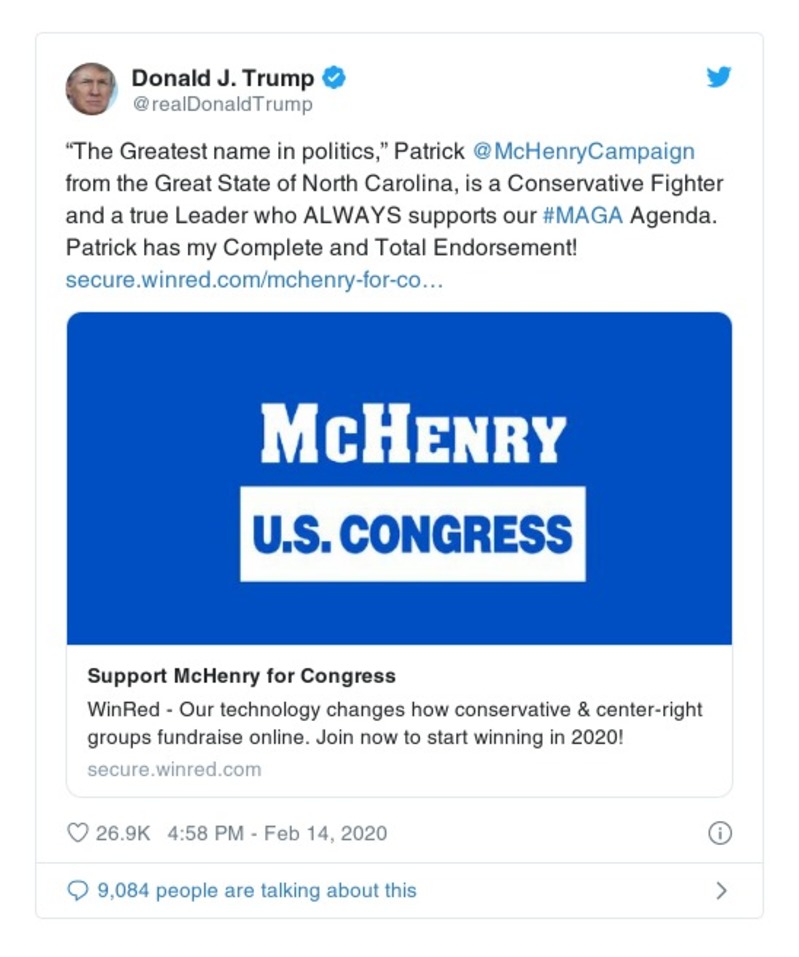 Donald J. Trump
@realDonaldTrump
“The Greatest name in politics,” Patrick @McHenryCampaign
from the Great State of North Carolina, is a Conservative Fighter
and a true Leader who ALWAYS supports our #MAGA Agenda.
Patrick has my Complete and Total Endorsement!
secure.winred.com/mchenry-for-co…
McHENRY
U.S. CONGRESS
Support McHenry for Congress
WinRed - Our technology changes how conservative & center-right
groups fundraise online. Join now to start winning in 2020!
secure.winred.com
26.9K 4:58 PM - Feb 14, 2020
9,084 people are talking about this